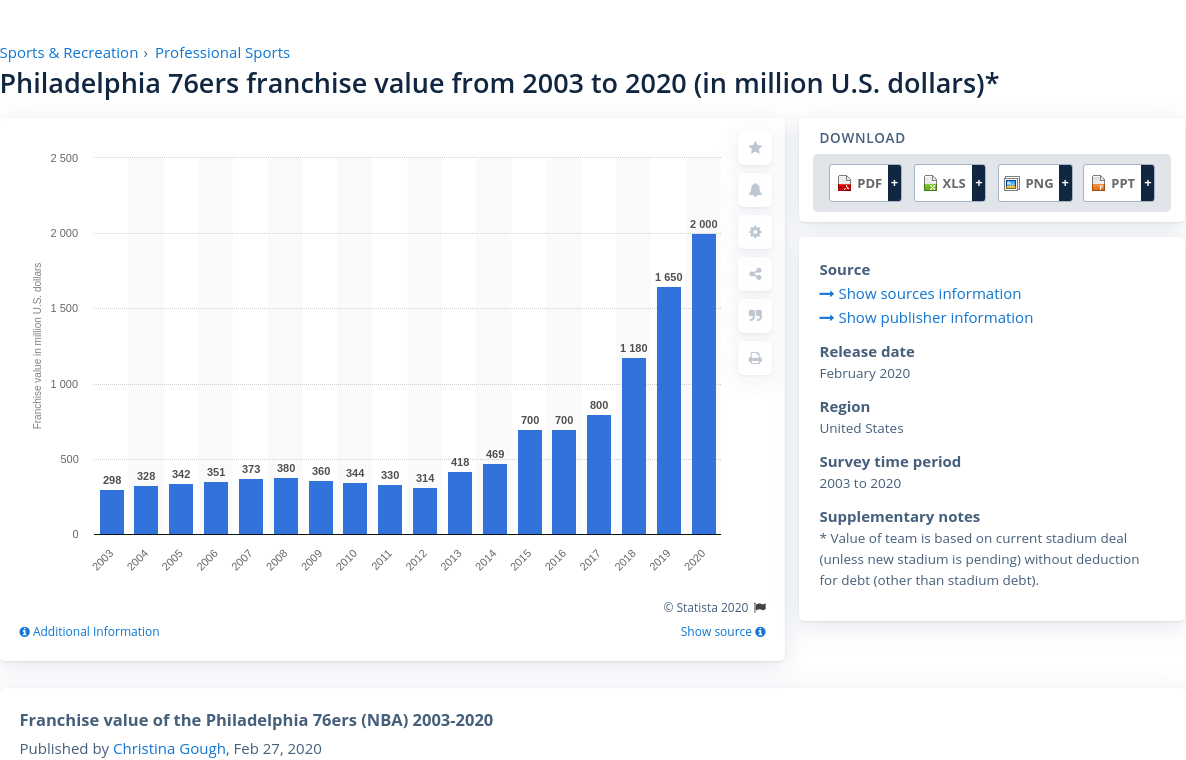 Sports & Recreation › Professional Sports
Philadelphia 76ers franchise value from 2003 to 2020 (in million U.S. dollars)*
DOWNLOAD
PDF + XLS + PNG + PPT +
Franchise value in million U.S. dollars
2 500
2 000
1 500
1 000
500
0
298 328 342 351 373 380 360 344 330 314 418 469 700 700 800 1 180 1 650 2 000
2003 2004 2005 2006 2007 2008 2009 2010 2011 2012 2013 2014 2015 2016 2017 2018 2019 2020
© Statista 2020
Additional Information
Show source
Source
Show sources information
Show publisher information
Release date
February 2020
Region
United States
Survey time period
2003 to 2020
Supplementary notes
* Value of team is based on current stadium deal
(unless new stadium is pending) without deduction
for debt (other than stadium debt).
Franchise value of the Philadelphia 76ers (NBA) 2003-2020
Published by Christina Gough, Feb 27, 2020